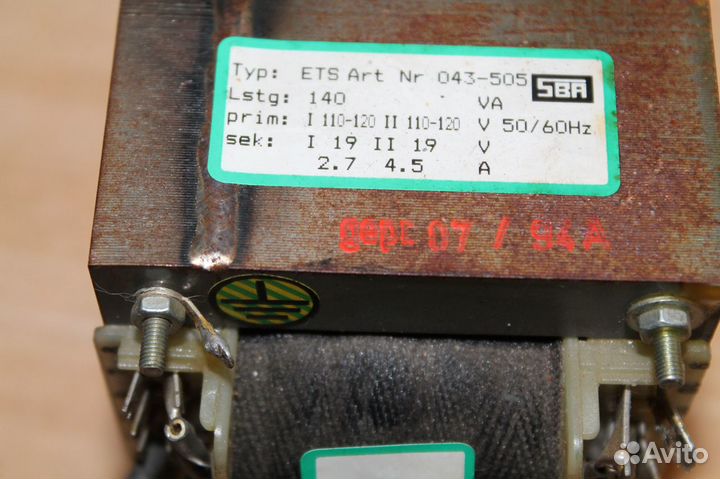 Typ: ETS Art Nr 043-505 SBA
Lstg: 140 VA
prim: I 110-120 II 110-120 V 50/60Hz
sek: I 19 II 19 V
2.7 4.5 A
gepr 07 / 94A
Avito